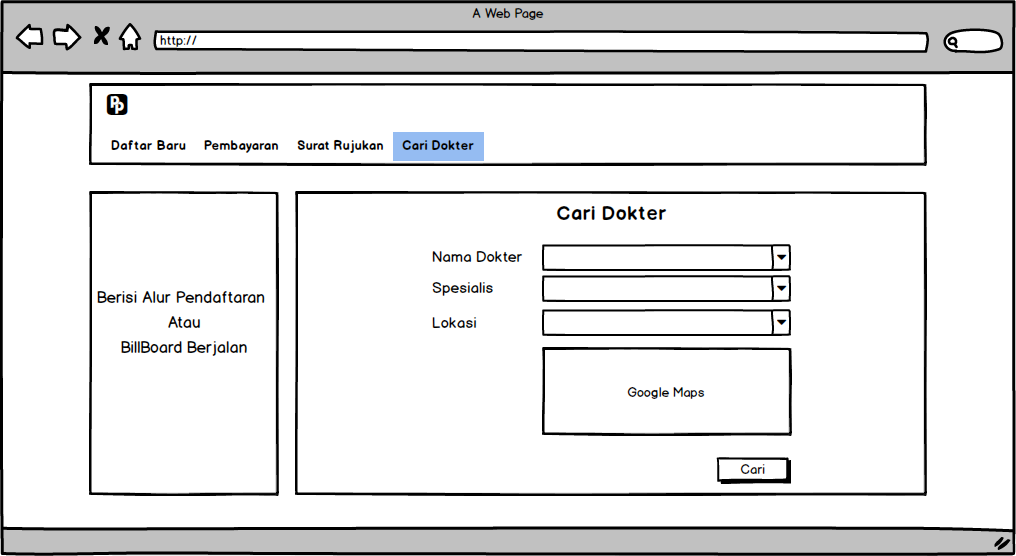 A Web Page
http://
Pp
Daftar Baru Pembayaran Surat Rujukan Cari Dokter
Berisi Alur Pendaftaran
Atau
BillBoard Berjalan
Cari Dokter
Nama Dokter
Spesialis
Lokasi
Google Maps
Cari